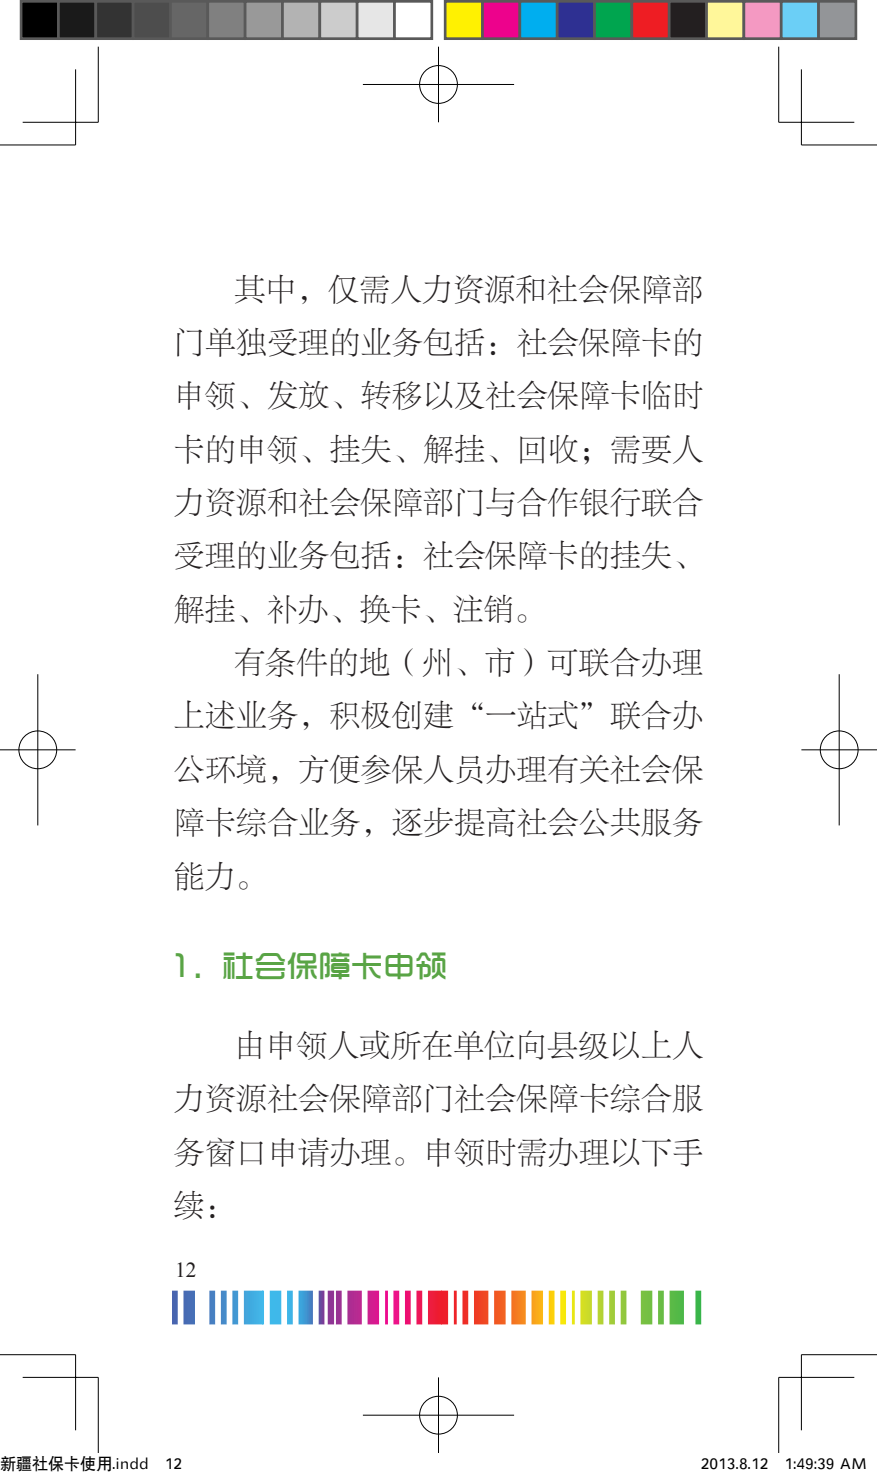 其中，仅需人力资源和社会保障部
门单独受理的业务包括：社会保障卡的
申领、发放、转移以及社会保障卡临时
卡的申领、挂失、解挂、回收；需要人
力资源和社会保障部门与合作银行联合
受理的业务包括：社会保障卡的挂失、
解挂、补办、换卡、注销。
有条件的地（州、市）可联合办理
上述业务，积极创建“一站式”联合办
公环境，方便参保人员办理有关社会保
障卡综合业务，逐步提高社会公共服务
能力。
1. 社会保障卡申领
由申领人或所在单位向县级以上人
力资源社会保障部门社会保障卡综合服
务窗口申请办理。申领时需办理以下手
续：
12
新疆社保卡使用.indd 12 2013.8.12 1:49:39 AM